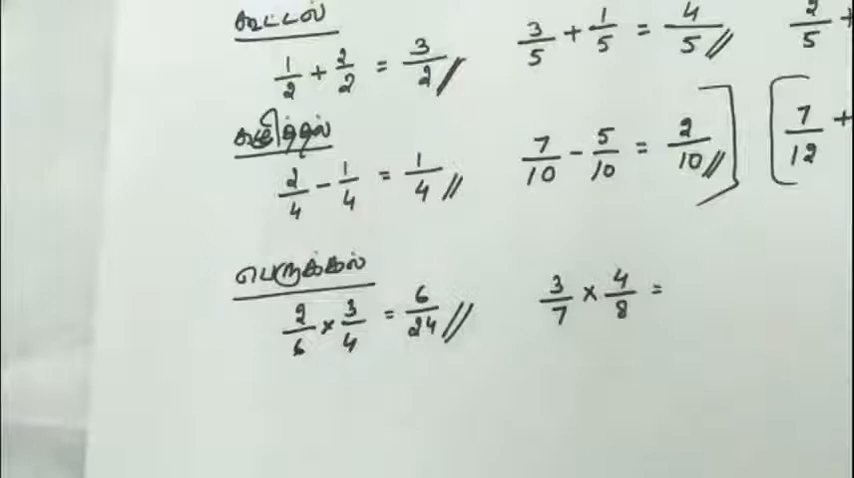 கூட்டல்
1/2 + 2/2 = 3/2 // 3/5 + 1/5 = 4/5 // 2/5 +
கழித்தல்
2/4 - 1/4 = 1/4 // 7/10 - 5/10 = 2/10 // ] [ 7/12 +
பெருக்கல்
2/6 × 3/4 = 6/24 // 3/7 × 4/8 =